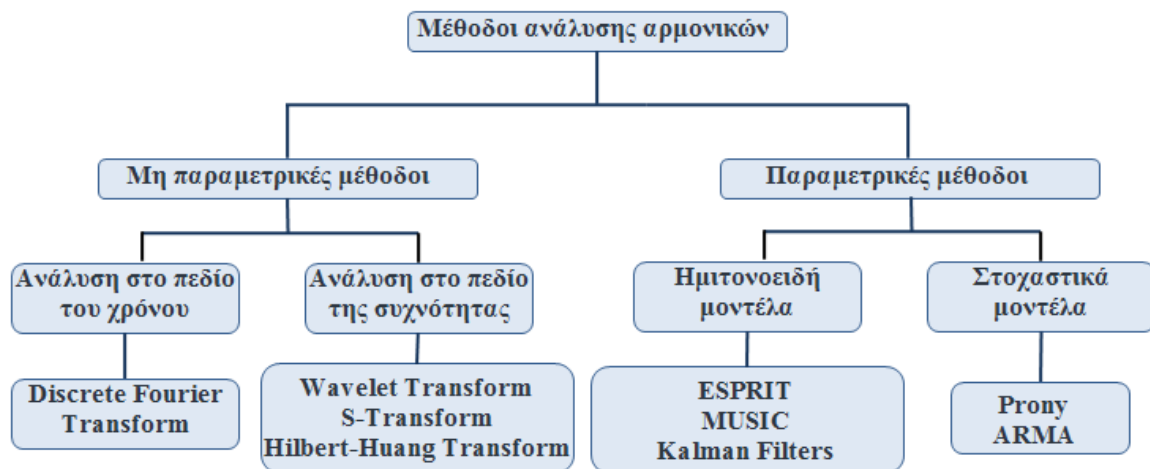 Μέθοδοι ανάλυσης αρμονικών
Μη παραμετρικές μέθοδοι
Παραμετρικές μέθοδοι
Ανάλυση στο πεδίο
του χρόνου
Ανάλυση στο πεδίο
της συχνότητας
Ημιτονοειδή
μοντέλα
Στοχαστικά
μοντέλα
Discrete Fourier
Transform
Wavelet Transform
S-Transform
Hilbert-Huang Transform
ESPRIT
MUSIC
Kalman Filters
Prony
ARMA